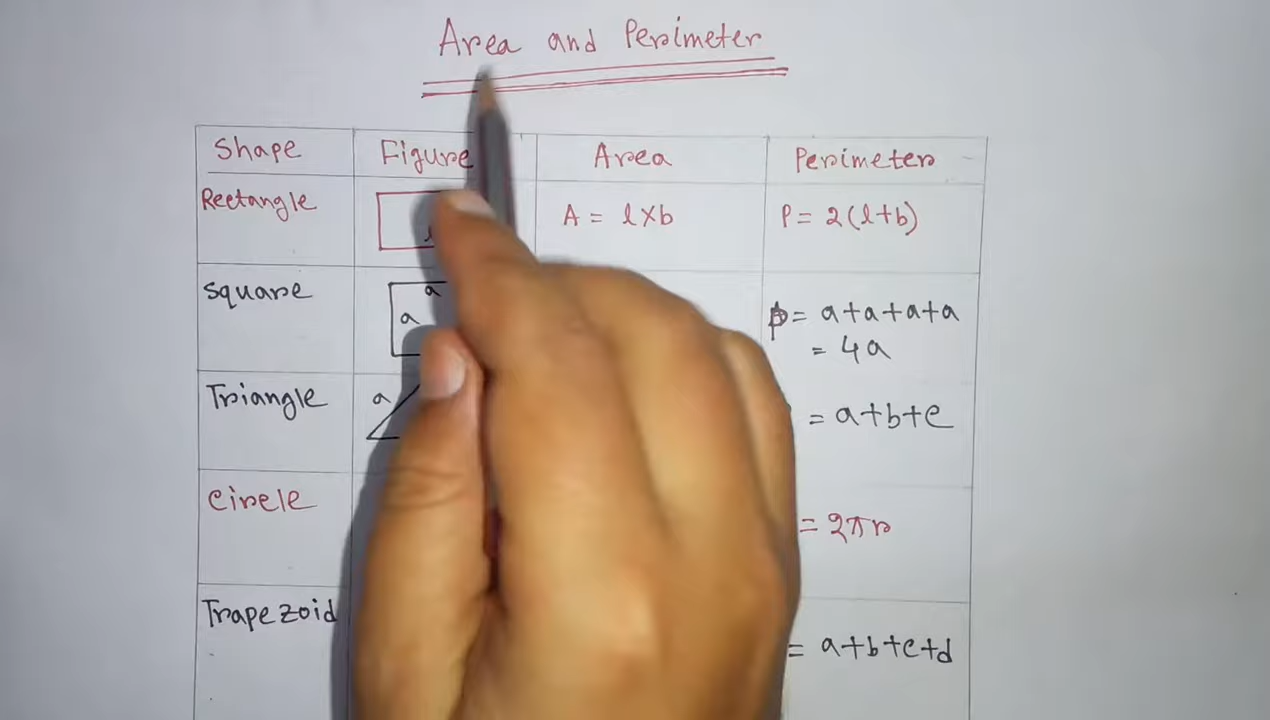 Area and Perimeter
Shape Figure Area Perimeter
Rectangle A = l×b P = 2(l+b)
Square a a P = a+a+a+a
= 4a
Triangle a = a+b+c
Circle = 2πr
Trapezoid = a+b+c+d